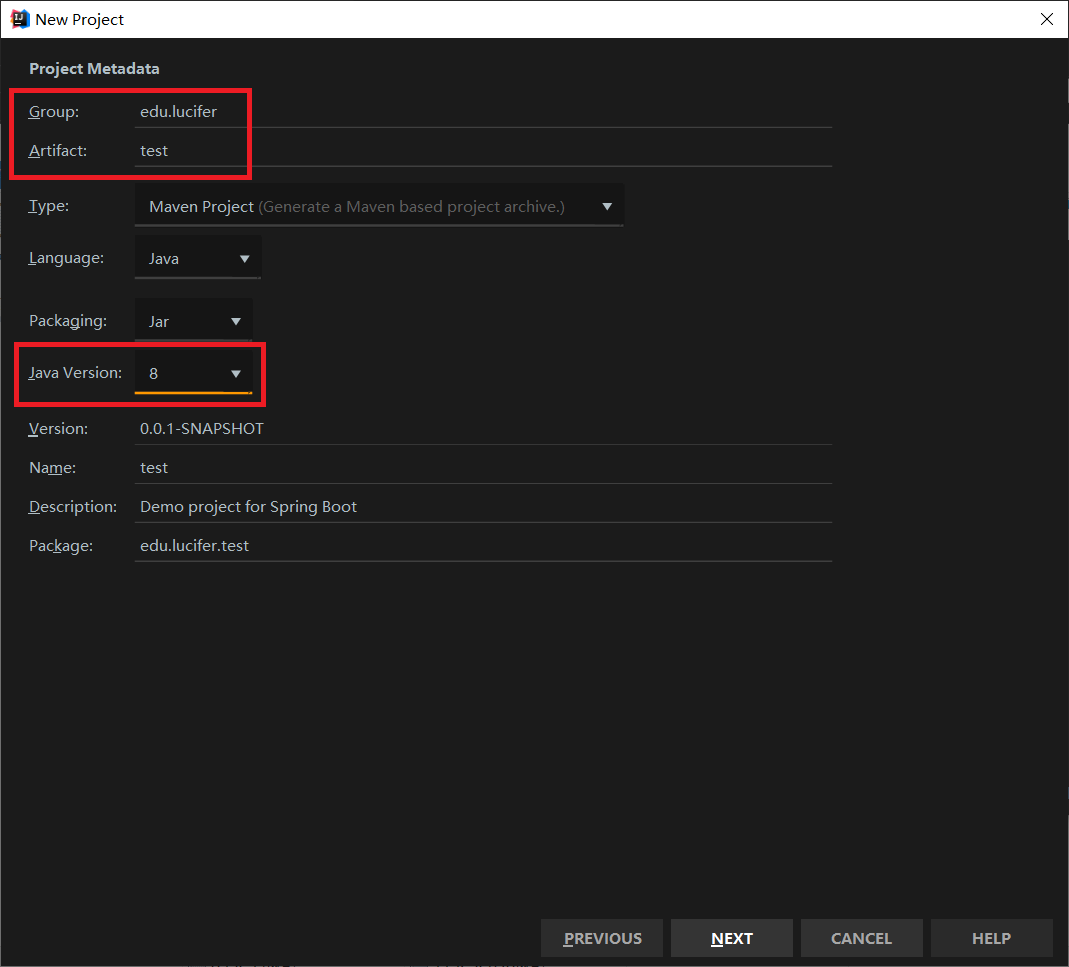 New Project
Project Metadata
Group: edu.lucifer
Artifact: test
Type: Maven Project (Generate a Maven based project archive.)
Language: Java
Packaging: Jar
Java Version: 8
Version: 0.0.1-SNAPSHOT
Name: test
Description: Demo project for Spring Boot
Package: edu.lucifer.test
PREVIOUS NEXT CANCEL HELP